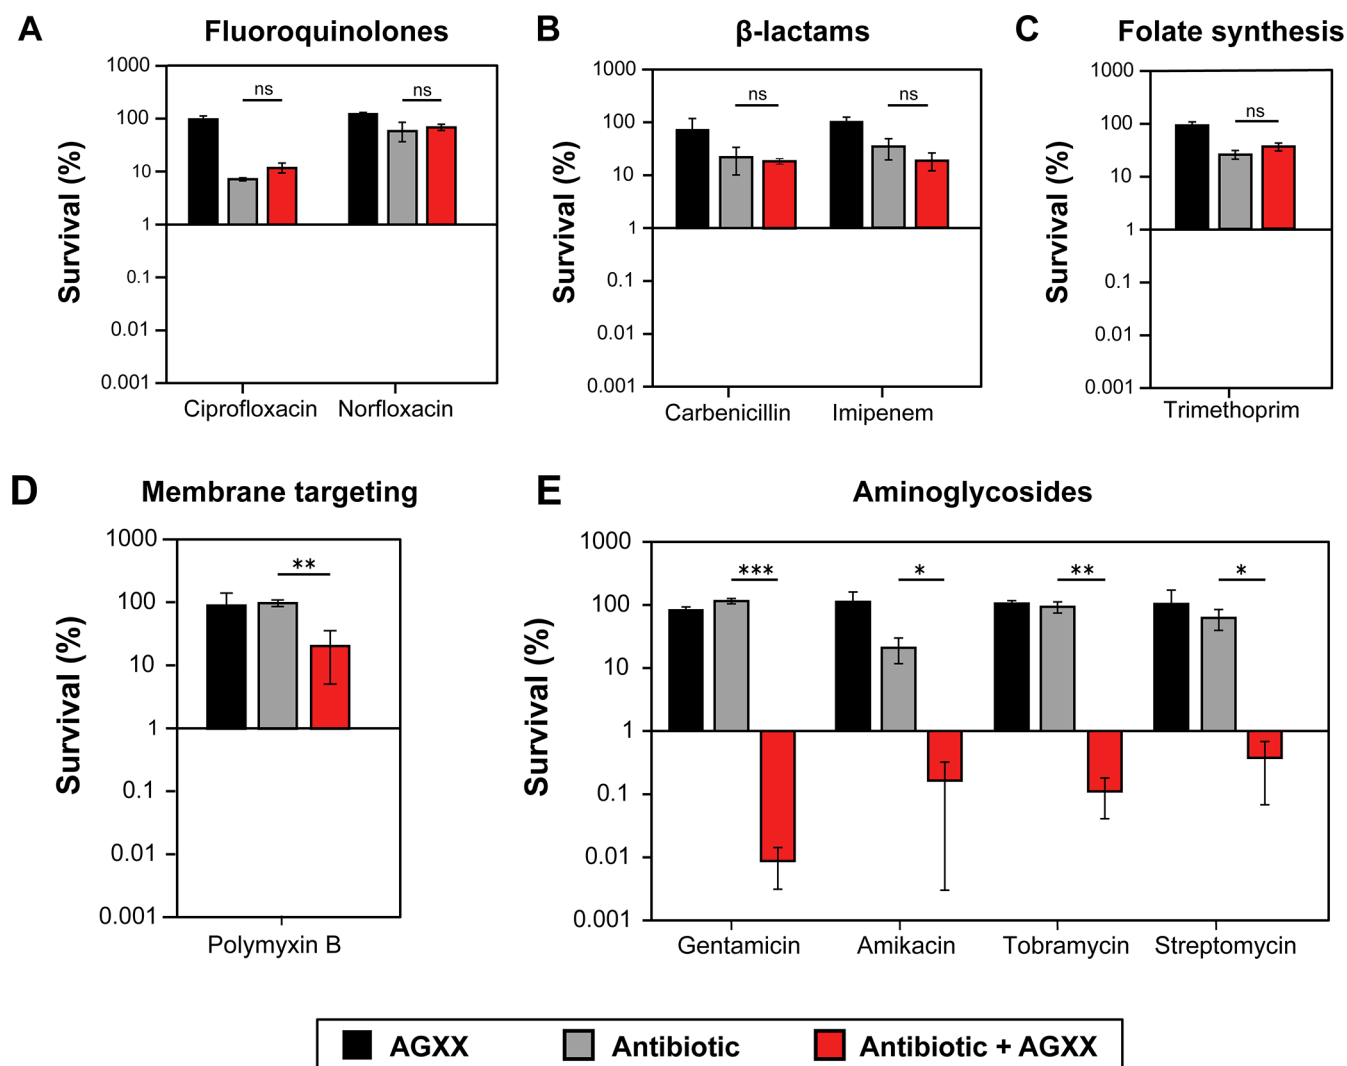 A Fluoroquinolones
1000
100
10
1
0.1
0.01
0.001
Survival (%)
ns
ns
Ciprofloxacin Norfloxacin
B β-lactams
1000
100
10
1
0.1
0.01
0.001
Survival (%)
ns
ns
Carbenicillin Imipenem
C Folate synthesis
1000
100
10
1
0.1
0.01
0.001
Survival (%)
ns
Trimethoprim
D Membrane targeting
1000
100
10
1
0.1
0.01
0.001
Survival (%)
**
Polymyxin B
E Aminoglycosides
1000
100
10
1
0.1
0.01
0.001
Survival (%)
***
*
**
*
Gentamicin Amikacin Tobramycin Streptomycin
AGXX Antibiotic Antibiotic + AGXX